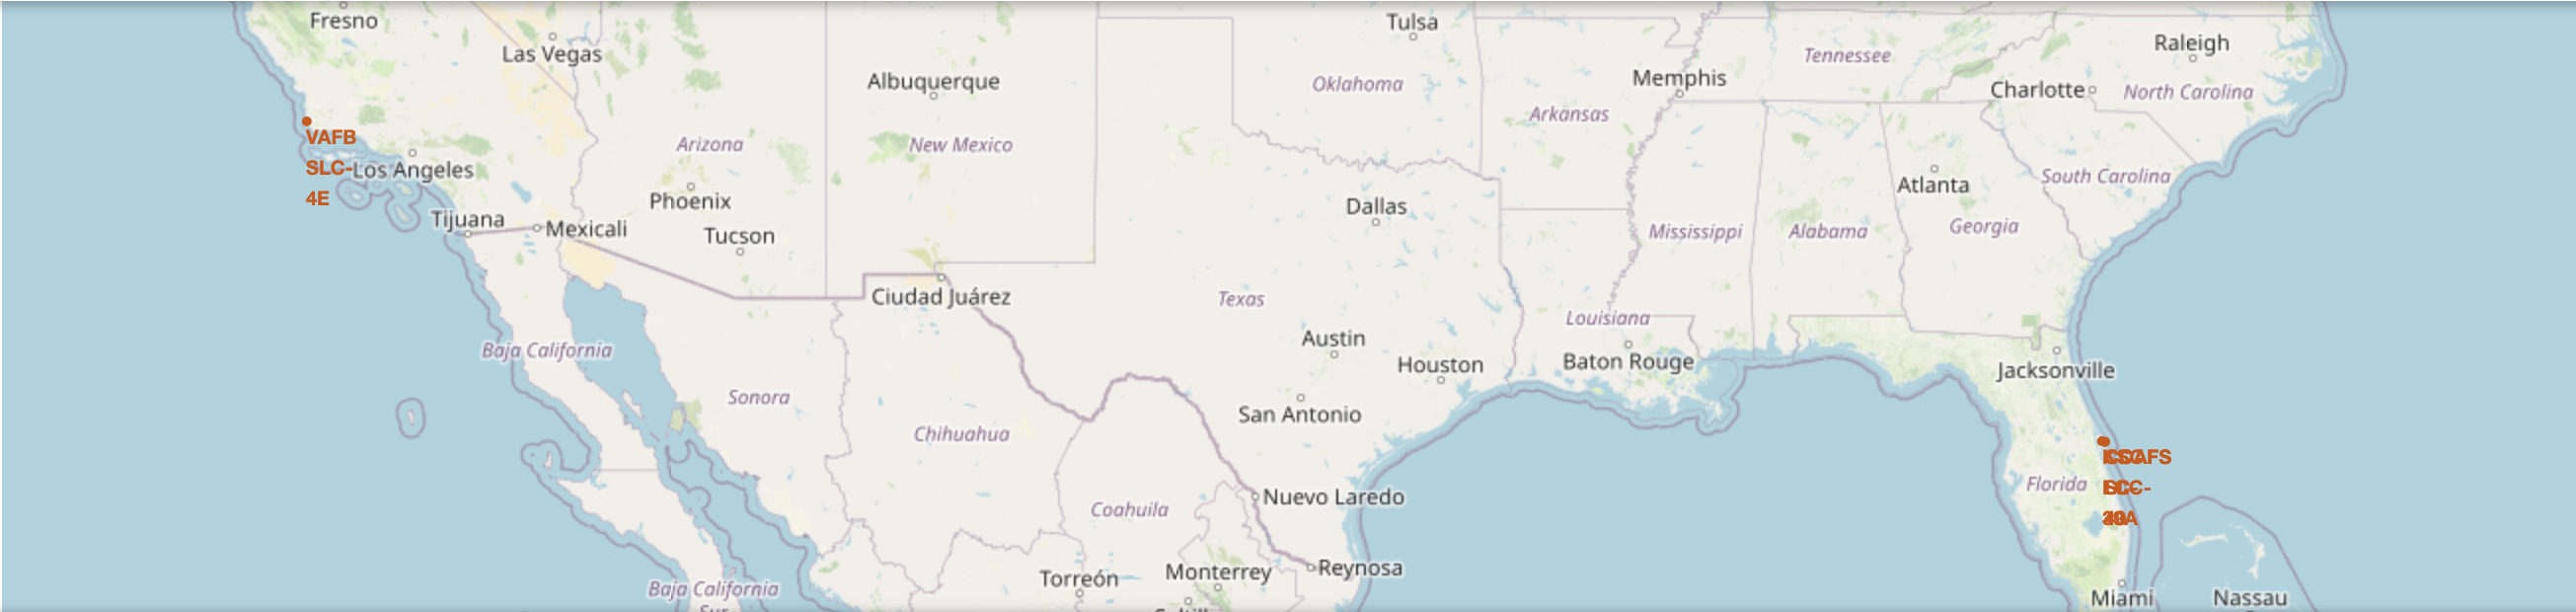 Fresno
Las Vegas
Tulsa
Raleigh
Albuquerque
Oklahoma
Memphis
Tennessee
Charlotte
North Carolina
VAFB
SLC-
4E
Los Angeles
Arizona
New Mexico
Arkansas
Phoenix
Dallas
Atlanta
South Carolina
Tijuana
Mexicali
Tucson
Mississippi
Alabama
Georgia
Ciudad Juárez
Texas
Louisiana
Baja California
Austin
Houston
Baton Rouge
Jacksonville
Sonora
San Antonio
Chihuahua
Coahuila
Nuevo Laredo
Florida
Torreón
Monterrey
Reynosa
Baja California
Sur
Miami
Nassau